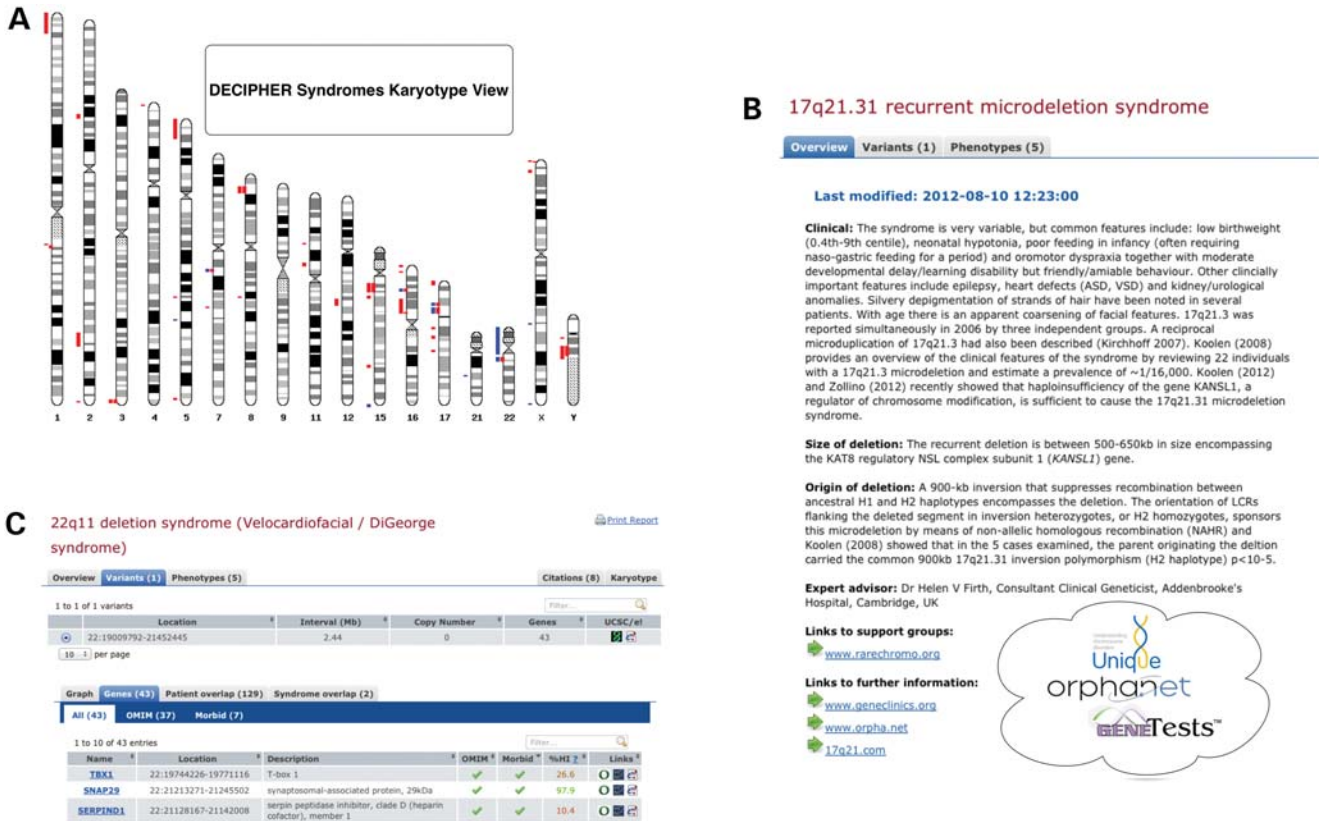 A
DECIPHER Syndromes Karyotype View
1 2 3 4 5 7 8 9 11 12 15 16 17 21 22 X Y
B
17q21.31 recurrent microdeletion syndrome
Overview Variants (1) Phenotypes (5)
Last modified: 2012-08-10 12:23:00
Clinical: The syndrome is very variable, but common features include: low birthweight
(0.4th-9th centile), neonatal hypotonia, poor feeding in infancy (often requiring
naso-gastric feeding for a period) and oromotor dyspraxia together with moderate
developmental delay/learning disability but friendly/amiable behaviour. Other clincially
important features include epilepsy, heart defects (ASD, VSD) and kidney/urological
anomalies. Silvery depigmentation of strands of hair have been noted in several
patients. With age there is an apparent coarsening of facial features. 17q21.3 was
reported simultaneously in 2006 by three independent groups. A reciprocal
microduplication of 17q21.3 had also been described (Kirchhoff 2007). Koolen (2008)
provides an overview of the clinical features of the syndrome by reviewing 22 individuals
with a 17q21.3 microdeletion and estimate a prevalence of ~1/16,000. Koolen (2012)
and Zollino (2012) recently showed that haploinsufficiency of the gene KANSL1, a
regulator of chromosome modification, is sufficient to cause the 17q21.31 microdeletion
syndrome.
Size of deletion: The recurrent deletion is between 500-650kb in size encompassing
the KAT8 regulatory NSL complex subunit 1 (KANSL1) gene.
Origin of deletion: A 900-kb inversion that suppresses recombination between
ancestral H1 and H2 haplotypes encompasses the deletion. The orientation of LCRs
flanking the deleted segment in inversion heterozygotes, or H2 homozygotes, sponsors
this microdeletion by means of non-allelic homologous recombination (NAHR) and
Koolen (2008) showed that in the 5 cases examined, the parent originating the deltion
carried the common 900kb 17q21.31 inversion polymorphism (H2 haplotype) p<10-5.
Expert advisor: Dr Helen V Firth, Consultant Clinical Geneticist, Addenbrooke's
Hospital, Cambridge, UK
Links to support groups:
www.rarechromo.org
Links to further information:
www.geneclinics.org
www.orpha.net
17q21.com
Unique
orphanet
GENETests™
C
22q11 deletion syndrome (Velocardiofacial / DiGeorge
syndrome)
Print Report
Overview Variants (1) Phenotypes (5) Citations (8) Karyotype
1 to 1 of 1 variants Filter...
Location Interval (Mb) Copy Number Genes UCSC/e!
22:19009792-21452445 2.44 0 43
10 per page
Graph Genes (43) Patient overlap (129) Syndrome overlap (2)
All (43) OMIM (37) Morbid (7)
1 to 10 of 43 entries Filter...
Name Location Description OMIM Morbid %HI ? Links
TBX1 22:19744226-19771116 T-box 1 26.6
SNAP29 22:21213271-21245502 synaptosomal-associated protein, 29kDa 97.9
SERPIND1 22:21128167-21142008 serpin peptidase inhibitor, clade D (heparin
cofactor), member 1 10.4